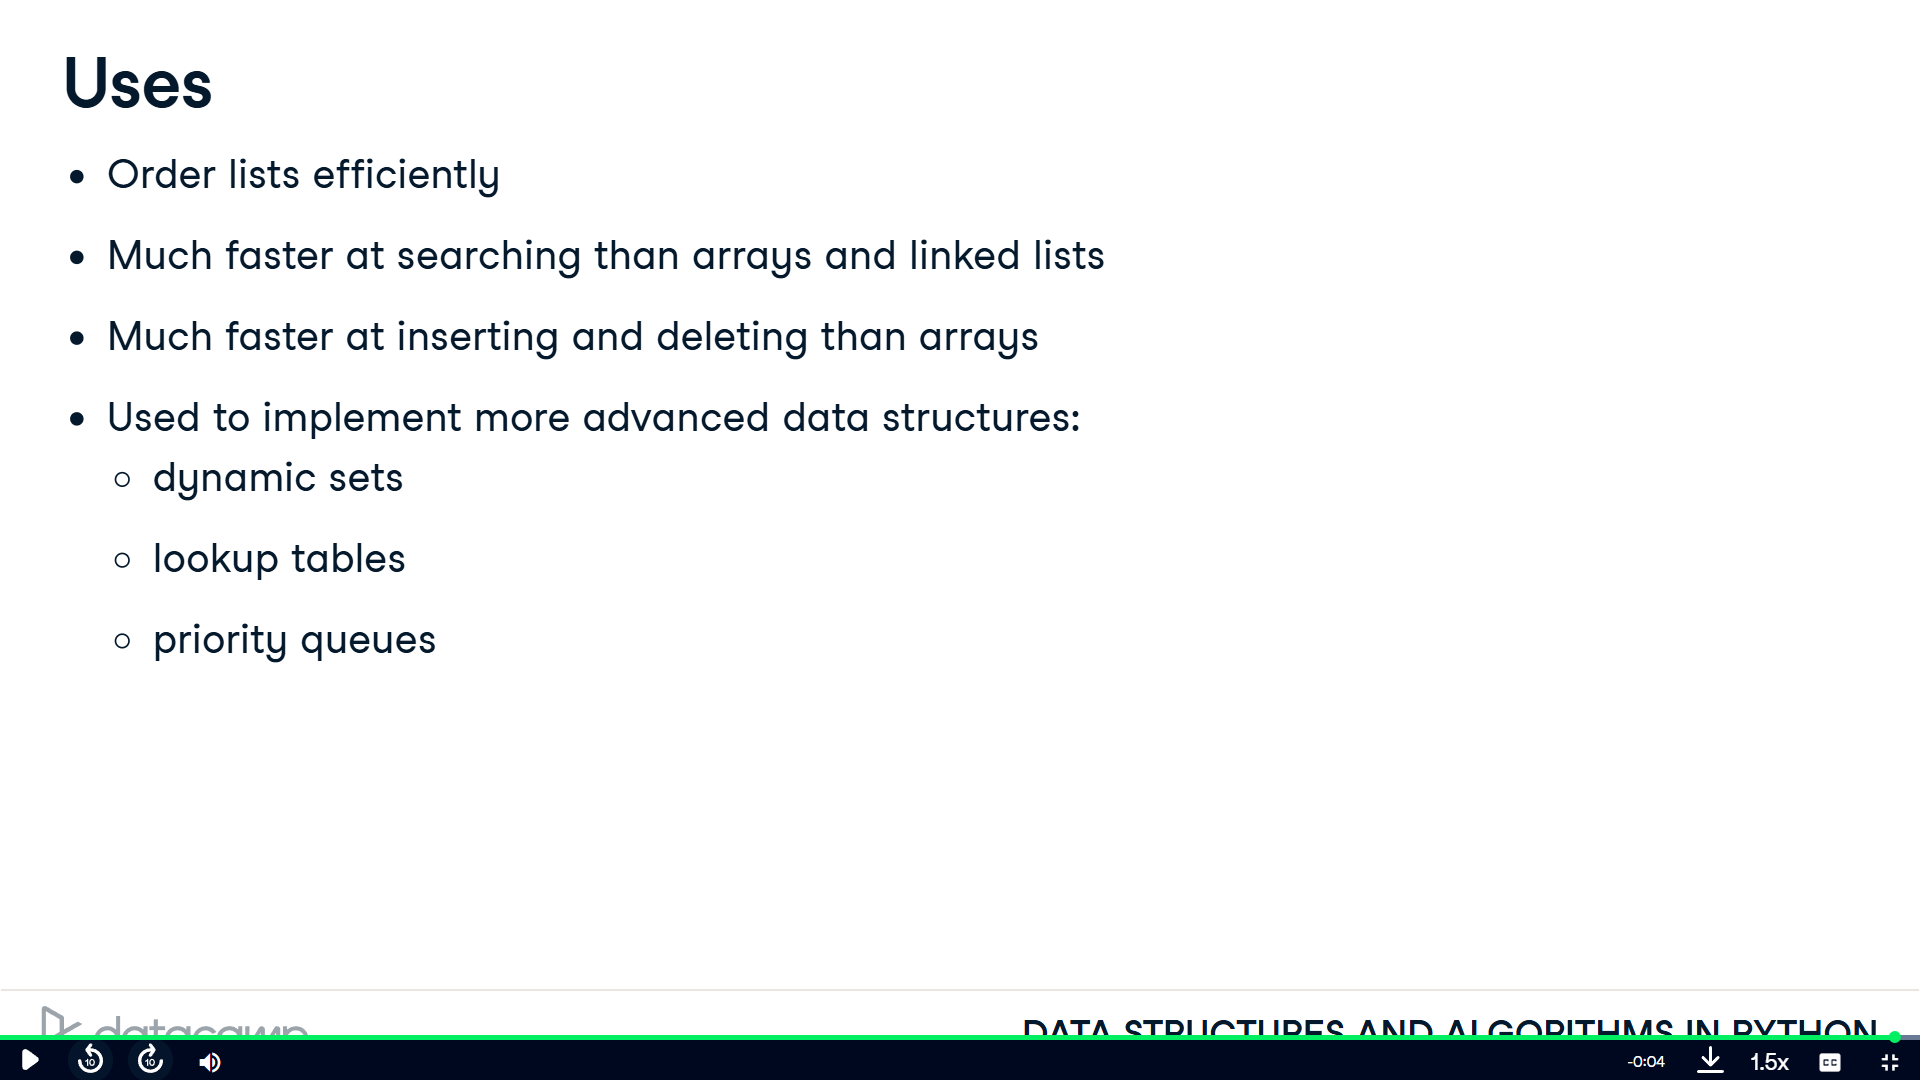 Uses
• Order lists efficiently
• Much faster at searching than arrays and linked lists
• Much faster at inserting and deleting than arrays
• Used to implement more advanced data structures:
○ dynamic sets
○ lookup tables
○ priority queues
datacamp
DATA STRUCTURES AND ALGORITHMS IN PYTHON
10
10
-0:04
1.5x
CC